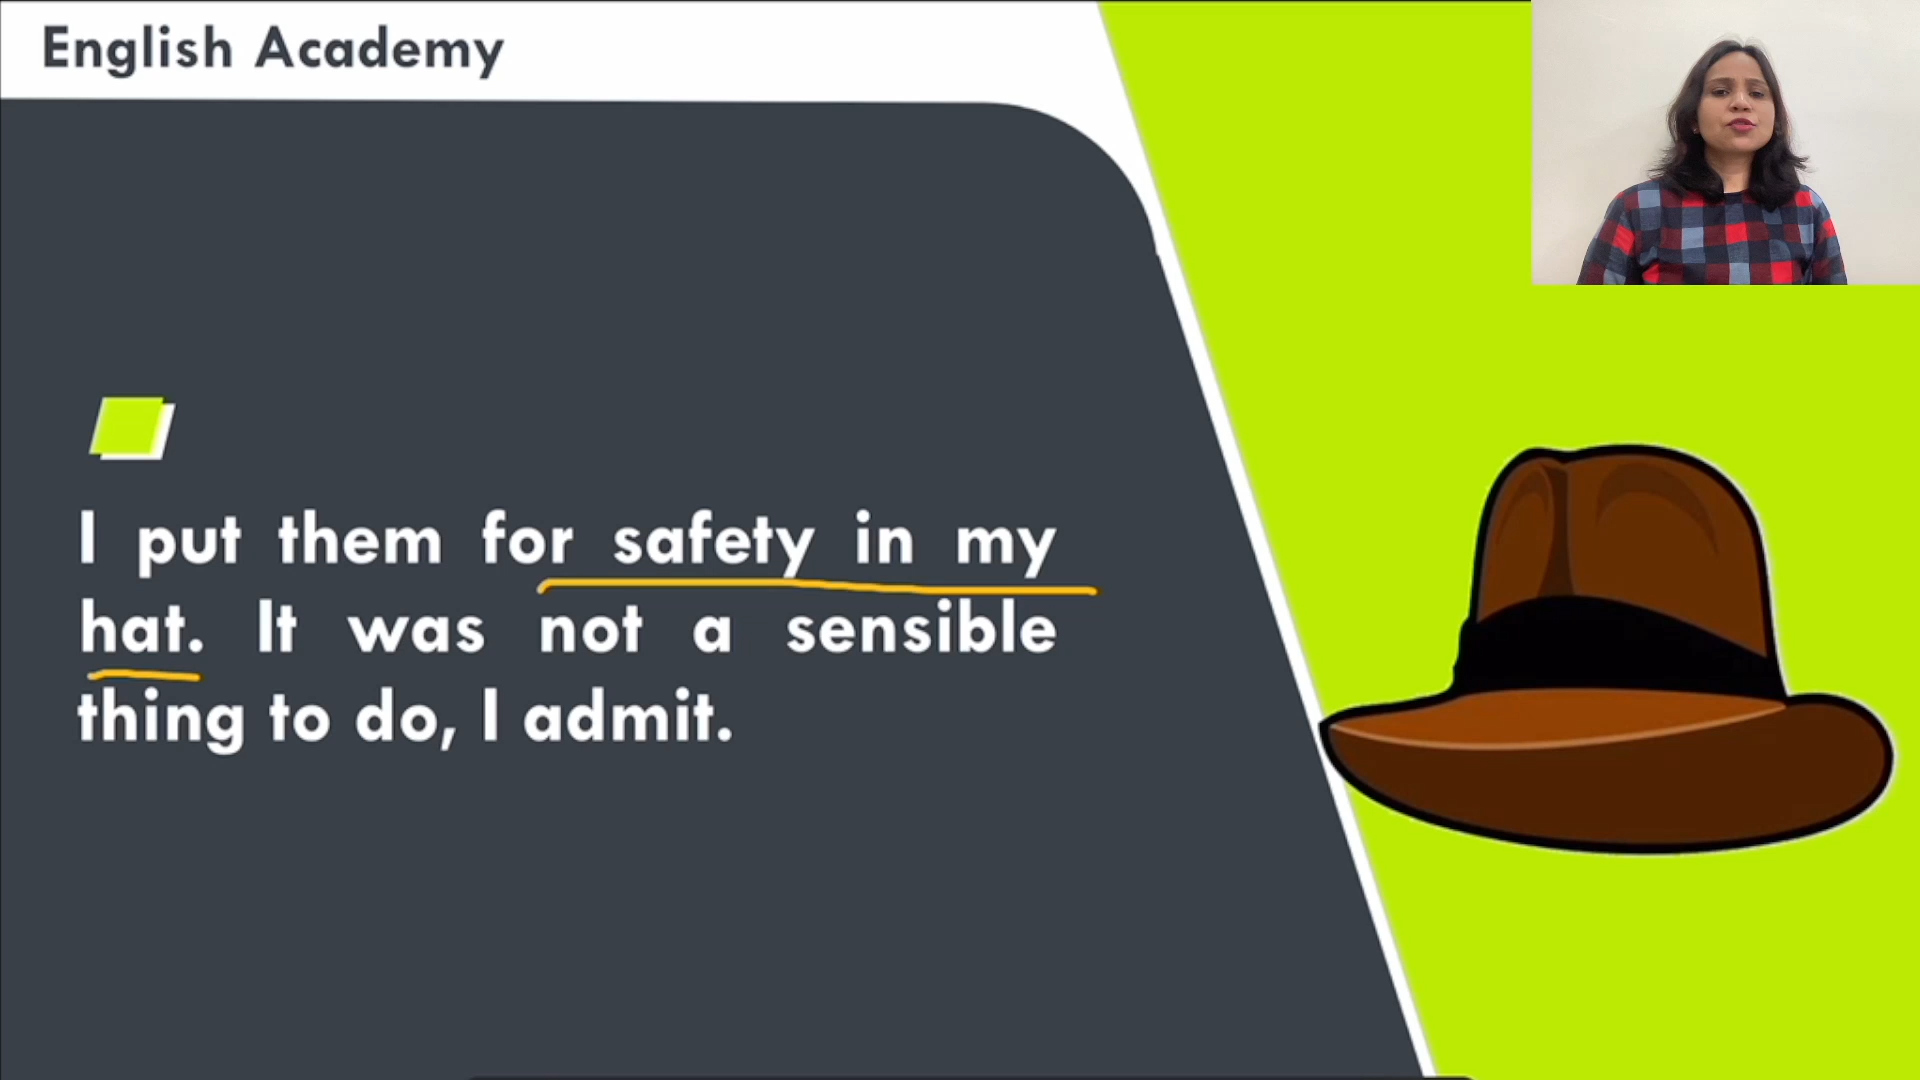 English Academy
I put them for safety in my
hat. It was not a sensible
thing to do, I admit.